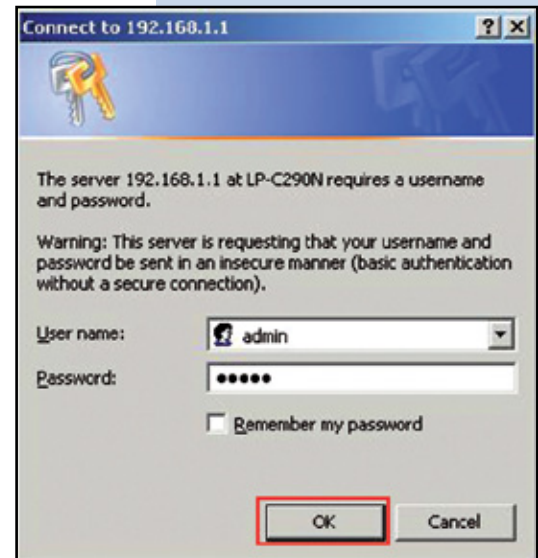 Connect to 192.168.1.1
The server 192.168.1.1 at LP-C290N requires a username
and password.
Warning: This server is requesting that your username and
password be sent in an insecure manner (basic authentication
without a secure connection).
User name:
admin
Password:
●●●●●
Remember my password
OK
Cancel